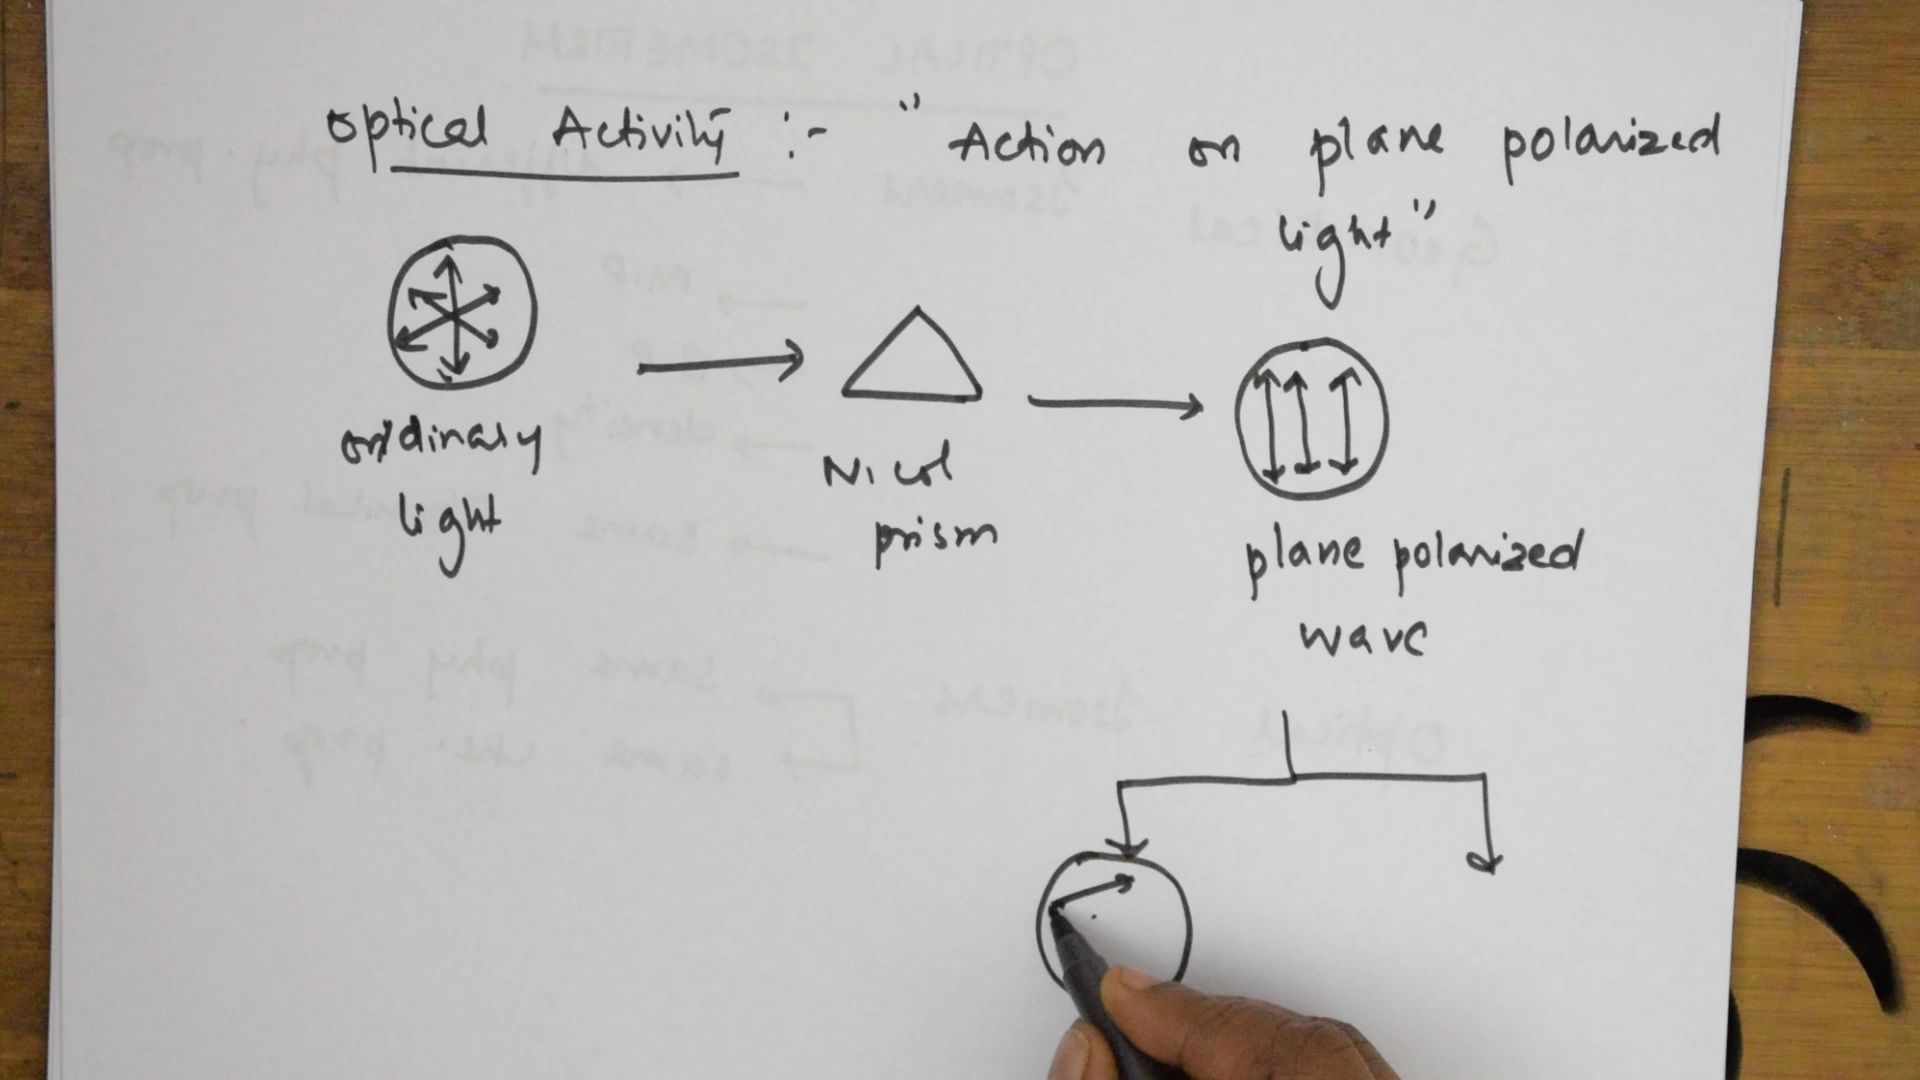 Optical Activity :- " Action on plane polarized
light"
ordinary
light
Nicol
prism
plane polarized
wave